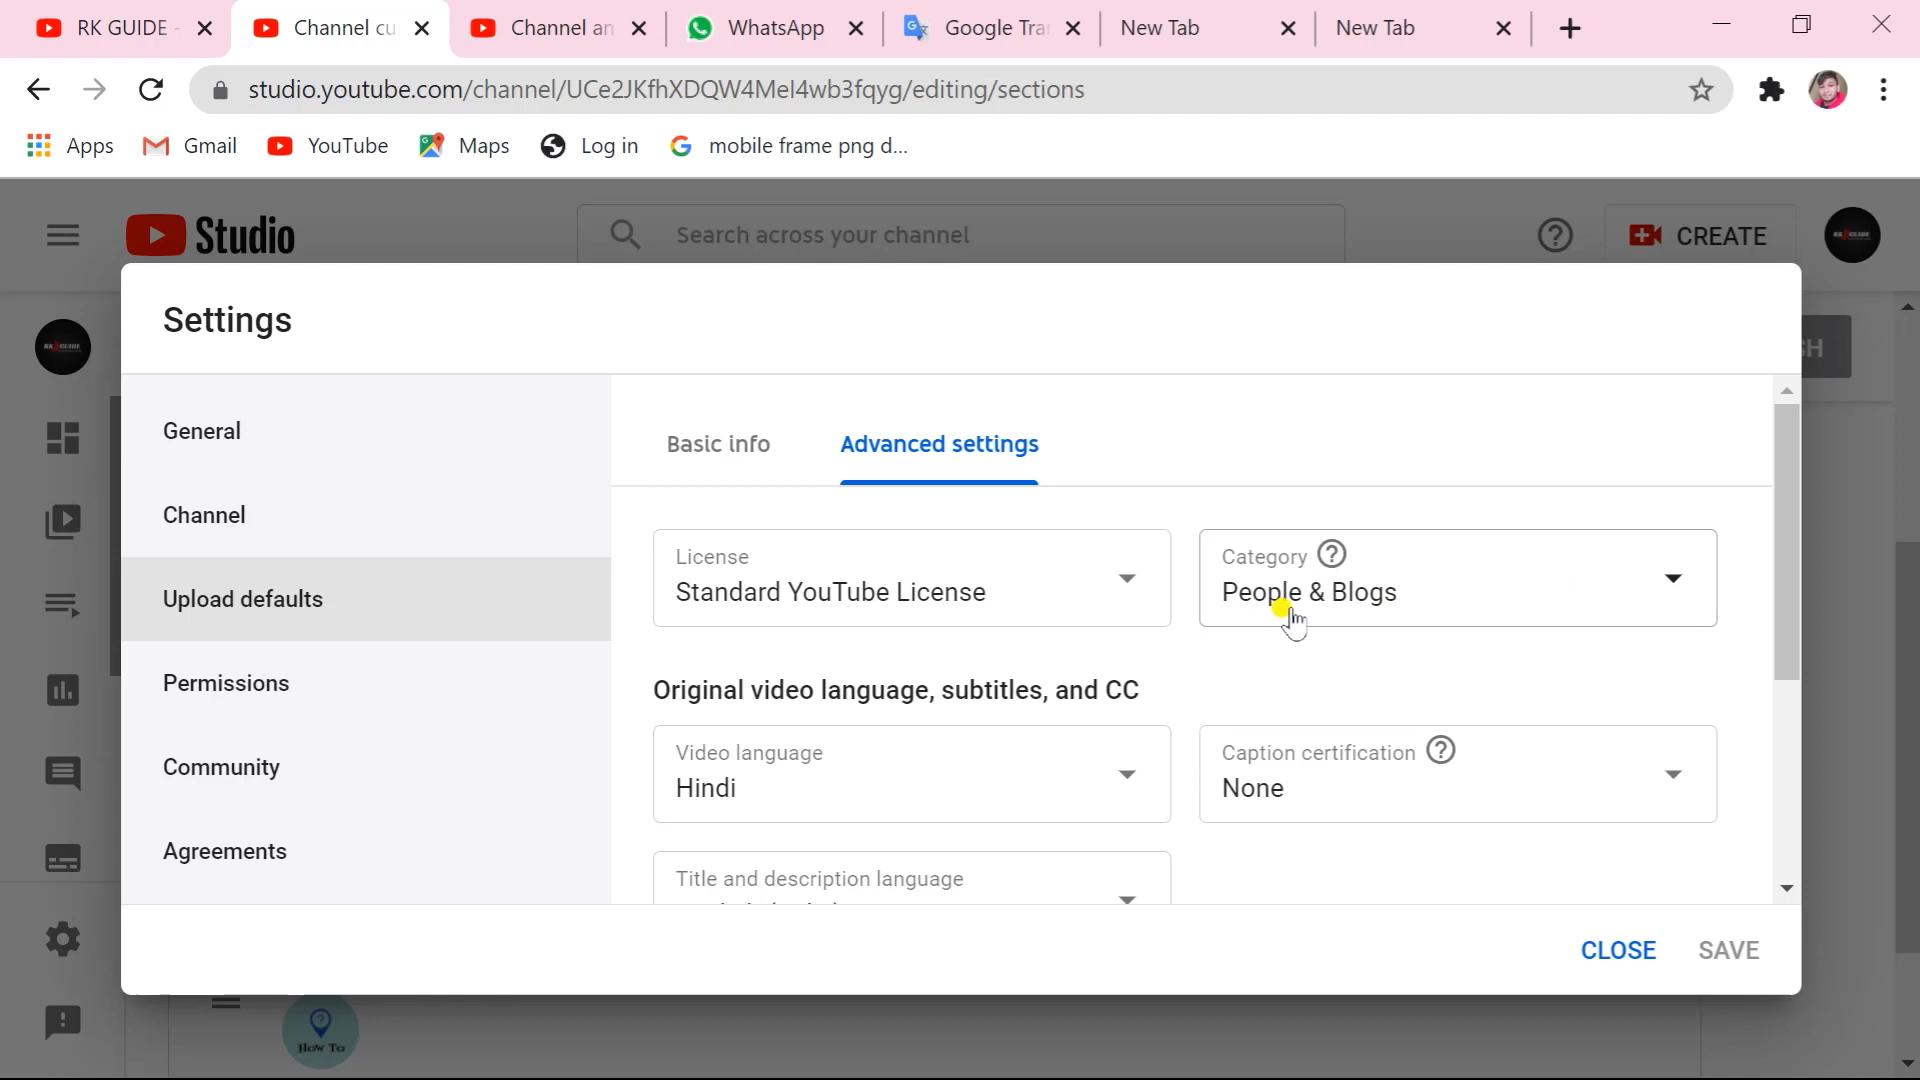 RK GUIDE -
Channel cu
Channel an
WhatsApp
Google Tra
New Tab
New Tab
studio.youtube.com/channel/UCe2JKfhXDQW4Mel4wb3fqyg/editing/sections
Apps
Gmail
YouTube
Maps
Log in
mobile frame png d...
Studio
Search across your channel
CREATE
Settings
SH
General
Basic info
Advanced settings
Channel
License
Standard YouTube License
Category
People & Blogs
Upload defaults
Permissions
Original video language, subtitles, and CC
Video language
Hindi
Caption certification
None
Community
Agreements
Title and description language
CLOSE
SAVE
How To